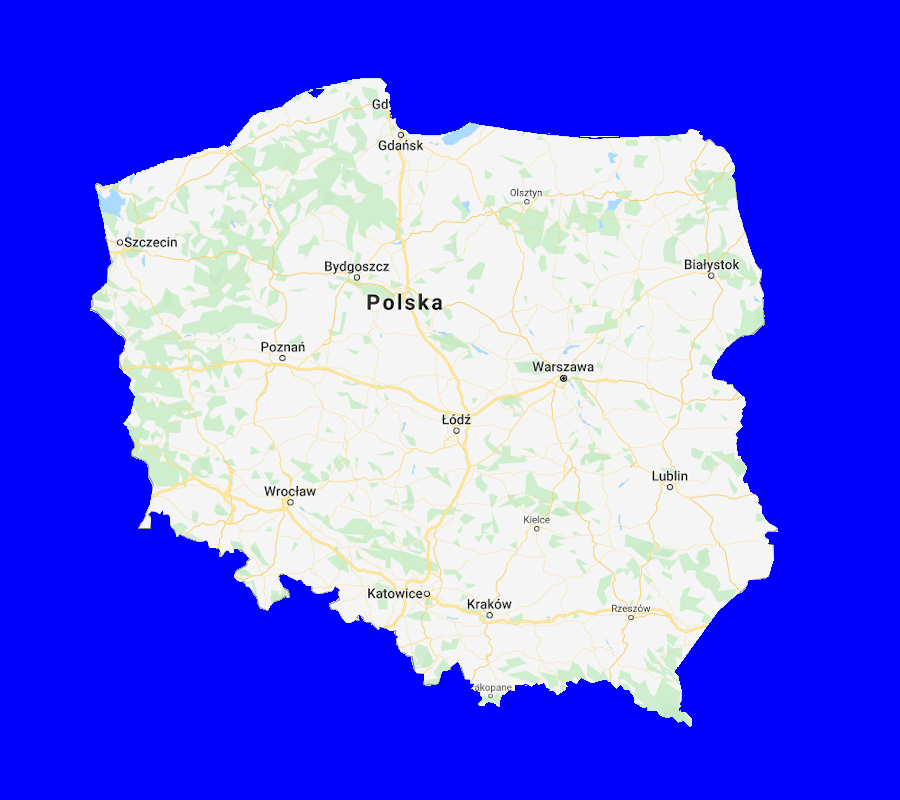 Gdy
Gdańsk
Olsztyn
Szczecin
Bydgoszcz
Białystok
Polska
Poznań
Warszawa
Łódź
Lublin
Wrocław
Kielce
Katowice
Kraków
Rzeszów
akopane